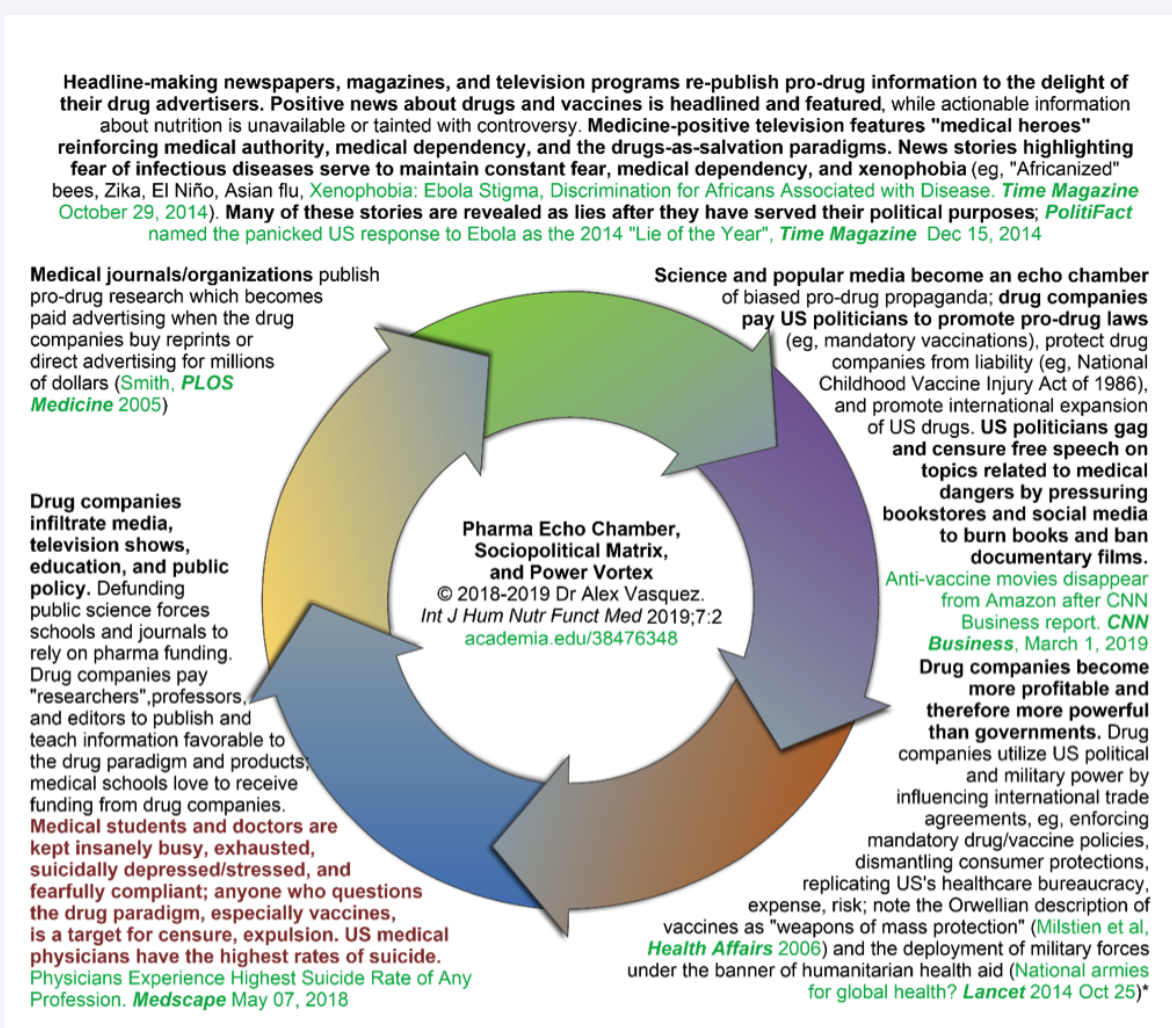 Headline-making newspapers, magazines, and television programs re-publish pro-drug information to the delight of
their drug advertisers. Positive news about drugs and vaccines is headlined and featured, while actionable information
about nutrition is unavailable or tainted with controversy. Medicine-positive television features "medical heroes"
reinforcing medical authority, medical dependency, and the drugs-as-salvation paradigms. News stories highlighting
fear of infectious diseases serve to maintain constant fear, medical dependency, and xenophobia (eg, "Africanized"
bees, Zika, El Niño, Asian flu, Xenophobia: Ebola Stigma, Discrimination for Africans Associated with Disease. Time Magazine
October 29, 2014). Many of these stories are revealed as lies after they have served their political purposes; PolitiFact
named the panicked US response to Ebola as the 2014 "Lie of the Year", Time Magazine Dec 15, 2014
Medical journals/organizations publish
pro-drug research which becomes
paid advertising when the drug
companies buy reprints or
direct advertising for millions
of dollars (Smith, PLOS
Medicine 2005)
Science and popular media become an echo chamber
of biased pro-drug propaganda; drug companies
pay US politicians to promote pro-drug laws
(eg, mandatory vaccinations), protect drug
companies from liability (eg, National
Childhood Vaccine Injury Act of 1986),
and promote international expansion
of US drugs. US politicians gag
and censure free speech on
topics related to medical
dangers by pressuring
bookstores and social media
to burn books and ban
documentary films.
Anti-vaccine movies disappear
from Amazon after CNN
Business report. CNN
Business, March 1, 2019
Drug companies
infiltrate media,
television shows,
education, and public
policy. Defunding
public science forces
schools and journals to
rely on pharma funding.
Drug companies pay
"researchers",professors,
and editors to publish and
teach information favorable to
the drug paradigm and products;
medical schools love to receive
funding from drug companies.
Medical students and doctors are
kept insanely busy, exhausted,
suicidally depressed/stressed, and
fearfully compliant; anyone who questions
the drug paradigm, especially vaccines,
is a target for censure, expulsion. US medical
physicians have the highest rates of suicide.
Physicians Experience Highest Suicide Rate of Any
Profession. Medscape May 07, 2018
Pharma Echo Chamber,
Sociopolitical Matrix,
and Power Vortex
© 2018-2019 Dr Alex Vasquez.
Int J Hum Nutr Funct Med 2019;7:2
academia.edu/38476348
Drug companies become
more profitable and
therefore more powerful
than governments. Drug
companies utilize US political
and military power by
influencing international trade
agreements, eg, enforcing
mandatory drug/vaccine policies,
dismantling consumer protections,
replicating US's healthcare bureaucracy,
expense, risk; note the Orwellian description of
vaccines as "weapons of mass protection" (Milstien et al,
Health Affairs 2006) and the deployment of military forces
under the banner of humanitarian health aid (National armies
for global health? Lancet 2014 Oct 25)*